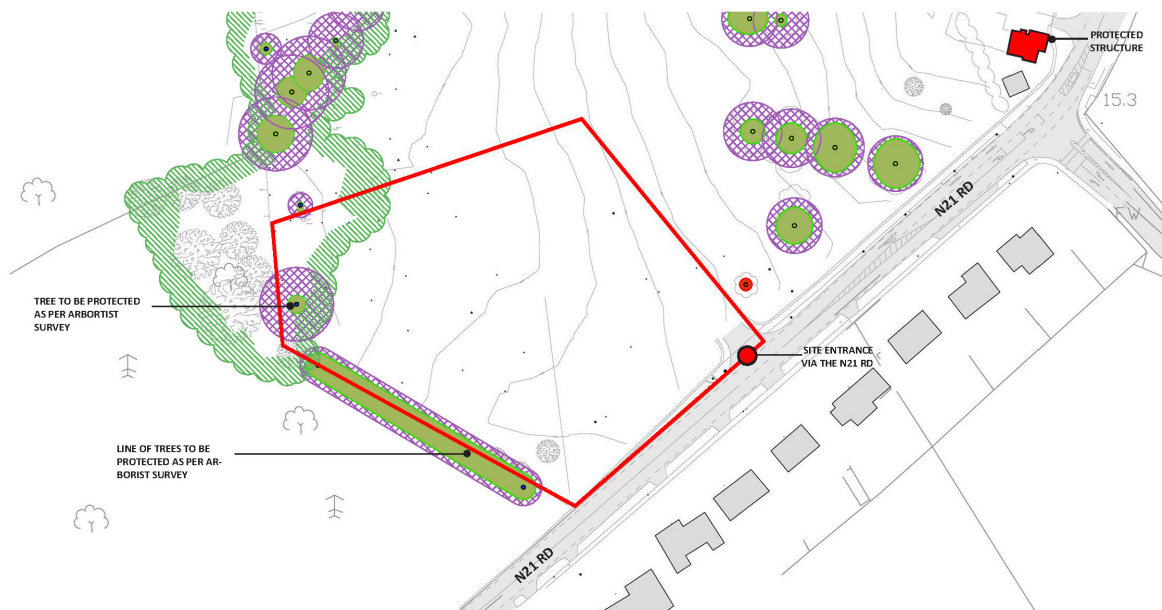 PROTECTED
STRUCTURE
15.3
N21 RD
FW
TREE TO BE PROTECTED
AS PER ARBORTIST
SURVEY
SITE ENTRANCE
VIA THE N21 RD
LINE OF TREES TO BE
PROTECTED AS PER AR-
BORIST SURVEY
N21 RD